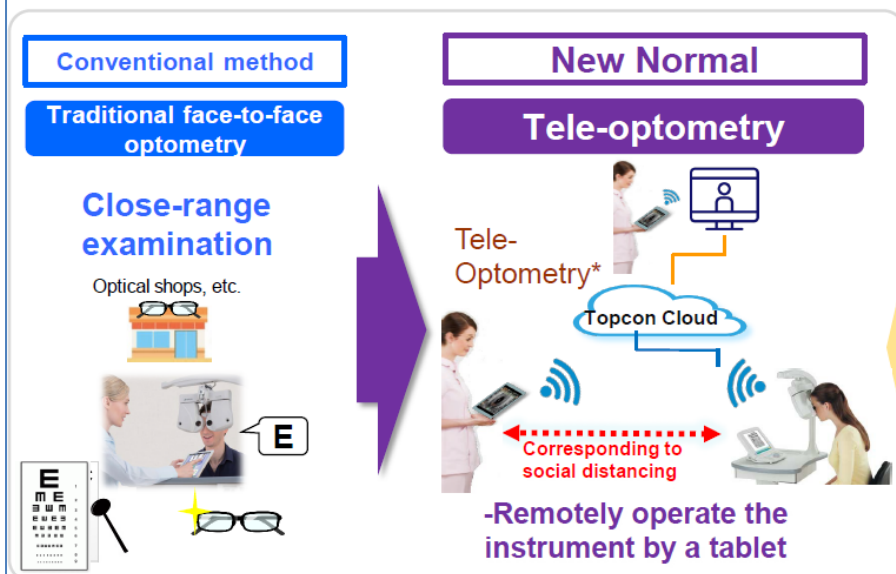 Conventional method
Traditional face-to-face
optometry
Close-range
examination
Optical shops, etc.
E
E
New Normal
Tele-optometry
Tele-
Optometry*
Topcon Cloud
Corresponding to
social distancing
-Remotely operate the
instrument by a tablet